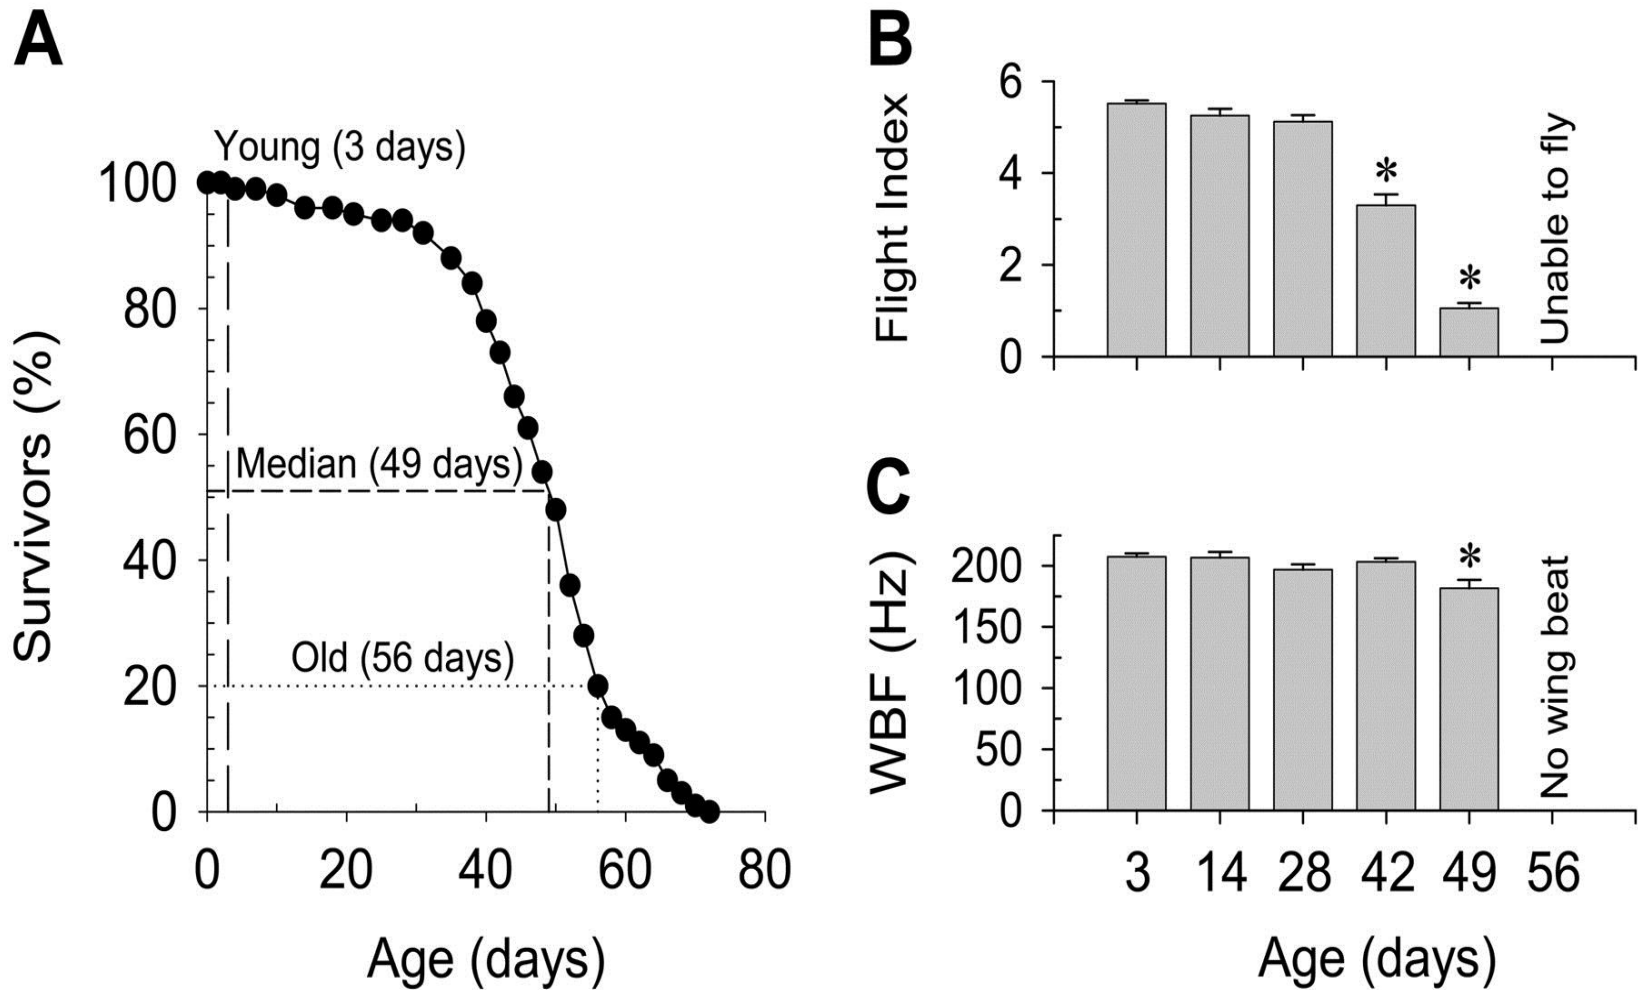 A
Young (3 days)
100
80
60
40
20
0
Median (49 days)
Old (56 days)
Survivors (%)
0 20 40 60 80
Age (days)
B
6
4
2
0
Flight Index
*
*
Unable to fly
C
200
150
100
50
0
WBF (Hz)
*
No wing beat
3 14 28 42 49 56
Age (days)